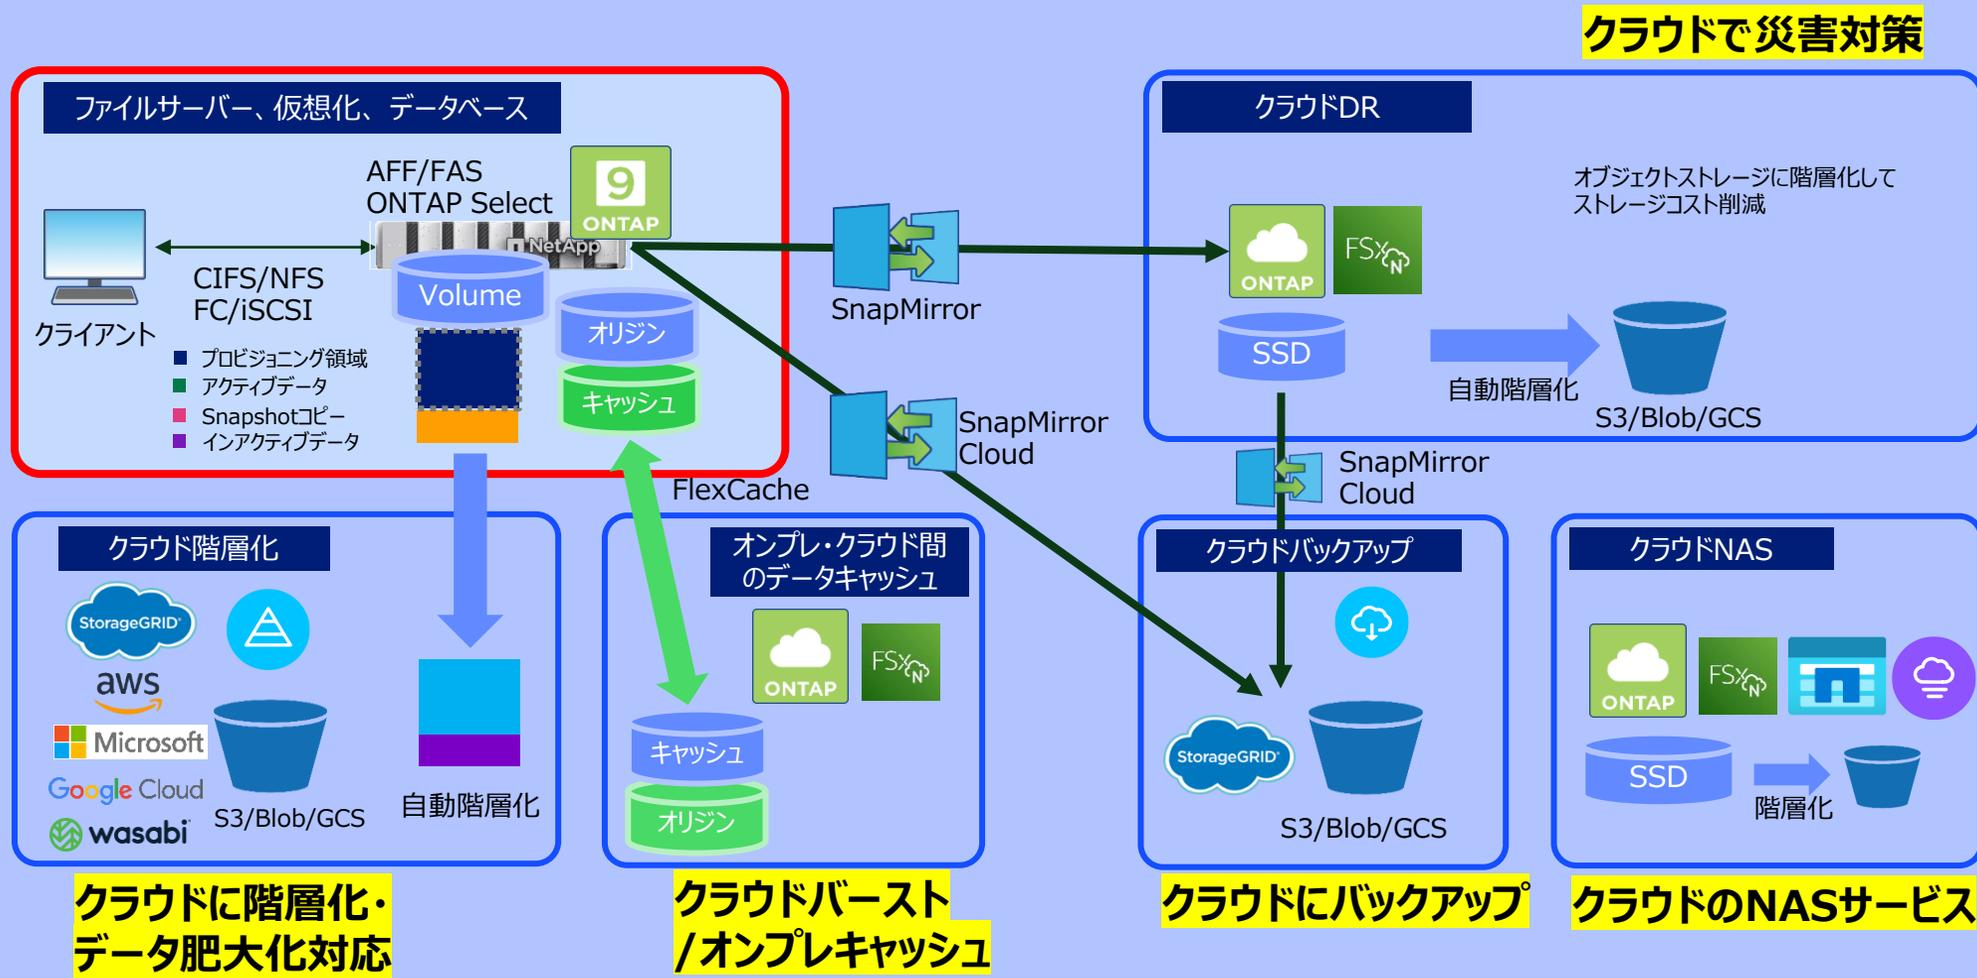 クラウドで災害対策
ファイルサーバー、仮想化、データベース
AFF/FAS
ONTAP Select
9
ONTAP
NetApp
クライアント
CIFS/NFS
FC/iSCSI
Volume
オリジン
キャッシュ
プロビジョニング領域
アクティブデータ
Snapshotコピー
インアクティブデータ
SnapMirror
SnapMirror
Cloud
FlexCache
クラウドDR
オブジェクトストレージに階層化して
ストレージコスト削減
ONTAP
FSx
N
SSD
自動階層化
S3/Blob/GCS
SnapMirror
Cloud
クラウド階層化
StorageGRID
aws
Microsoft
Google Cloud
wasabi
S3/Blob/GCS
自動階層化
クラウドに階層化・
データ肥大化対応
オンプレ・クラウド間
のデータキャッシュ
ONTAP
FSx
N
キャッシュ
オリジン
クラウドバースト
/オンプレキャッシュ
クラウドバックアップ
StorageGRID
S3/Blob/GCS
クラウドにバックアップ
クラウドNAS
ONTAP
FSx
N
SSD
階層化
クラウドのNASサービス